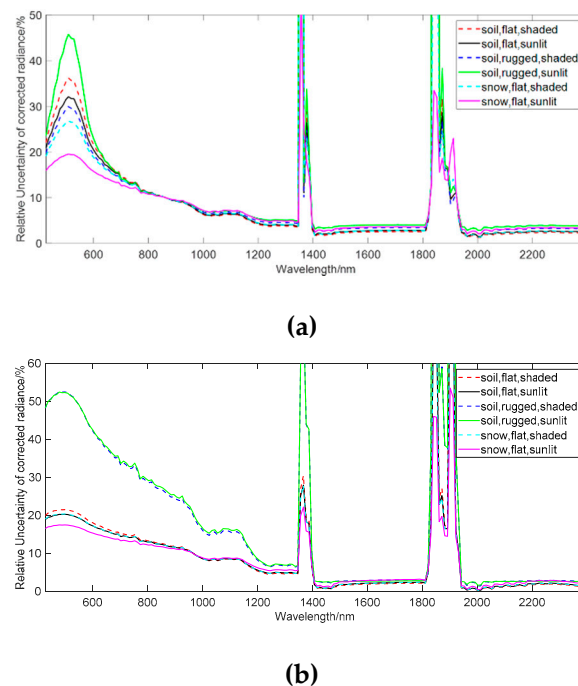 Relative Uncertainty of corrected radiance/%
50
40
30
20
10
0
soil,flat,shaded
soil,flat,sunlit
soil,rugged,shaded
soil,rugged,sunlit
snow,flat,shaded
snow,flat,sunlit
600 800 1000 1200 1400 1600 1800 2000 2200
Wavelength/nm
(a)
Relative Uncertainty of corrected radiance/%
60
50
40
30
20
10
0
soil,flat,shaded
soil,flat,sunlit
soil,rugged,shaded
soil,rugged,sunlit
snow,flat,shaded
snow,flat,sunlit
600 800 1000 1200 1400 1600 1800 2000 2200
Wavelength/nm
(b)